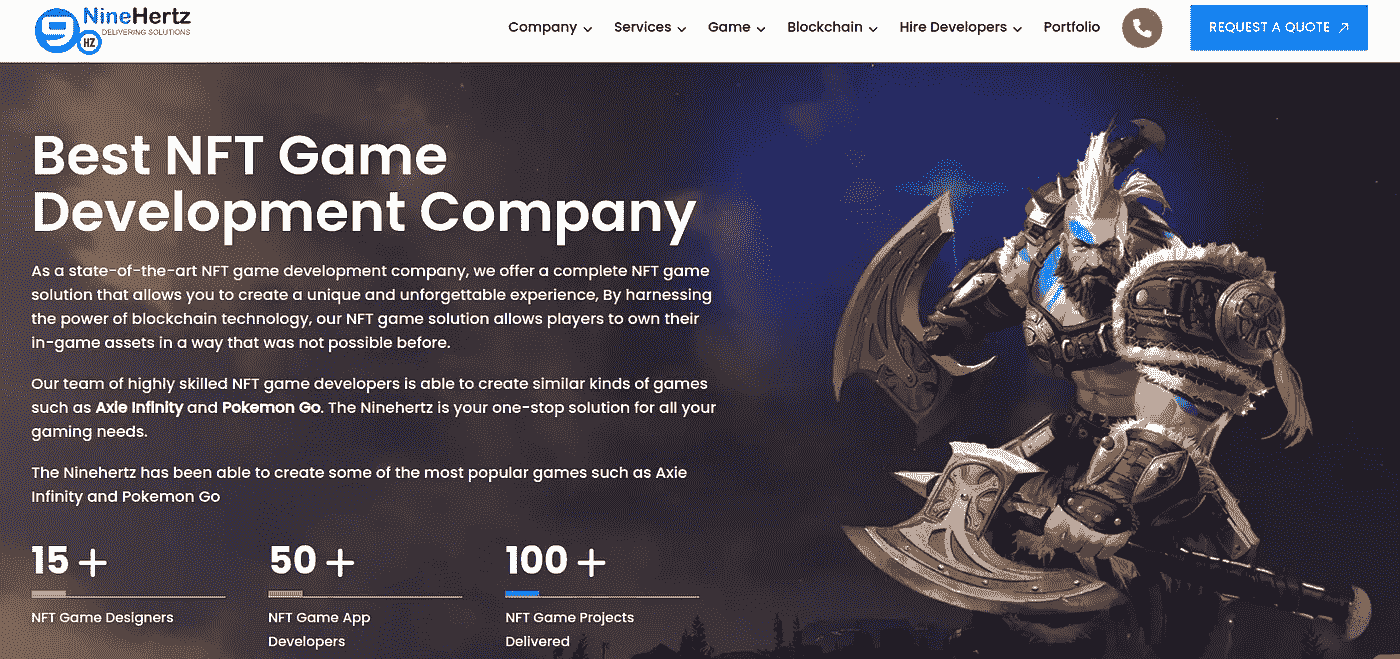 NineHertz
DELIVERING SOLUTIONS
9
HZ
Company
Services
Game
Blockchain
Hire Developers
Portfolio
REQUEST A QUOTE
Best NFT Game
Development Company
As a state-of-the-art NFT game development company, we offer a complete NFT game
solution that allows you to create a unique and unforgettable experience, By harnessing
the power of blockchain technology, our NFT game solution allows players to own their
in-game assets in a way that was not possible before.
Our team of highly skilled NFT game developers is able to create similar kinds of games
such as Axie Infinity and Pokemon Go. The Ninehertz is your one-stop solution for all your
gaming needs.
The Ninehertz has been able to create some of the most popular games such as Axie
Infinity and Pokemon Go
15 +
50 +
100 +
NFT Game Designers
NFT Game App
Developers
NFT Game Projects
Delivered